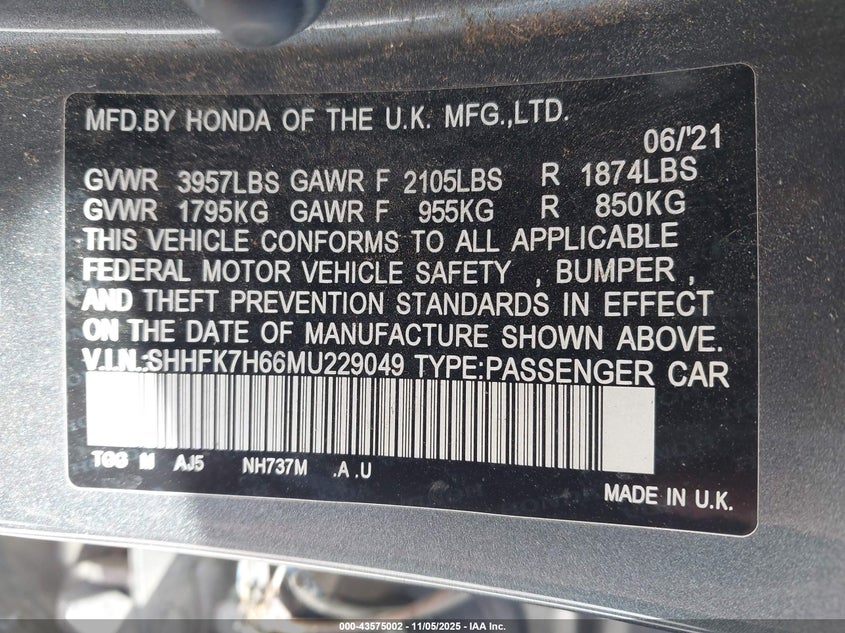 MFD.BY HONDA OF THE U.K. MFG.,LTD.
06/'21
GVWR 3957LBS GAWR F 2105LBS R 1874LBS
GVWR 1795KG GAWR F 955KG R 850KG
THIS VEHICLE CONFORMS TO ALL APPLICABLE
FEDERAL MOTOR VEHICLE SAFETY , BUMPER ,
AND THEFT PREVENTION STANDARDS IN EFFECT
ON THE DATE OF MANUFACTURE SHOWN ABOVE.
V.I.N.:SHHFK7H66MU229049 TYPE:PASSENGER CAR
TGG M AJ5 NH737M .A .U
MADE IN U.K.
000-43575002 - 11/05/2025 - IAA Inc.